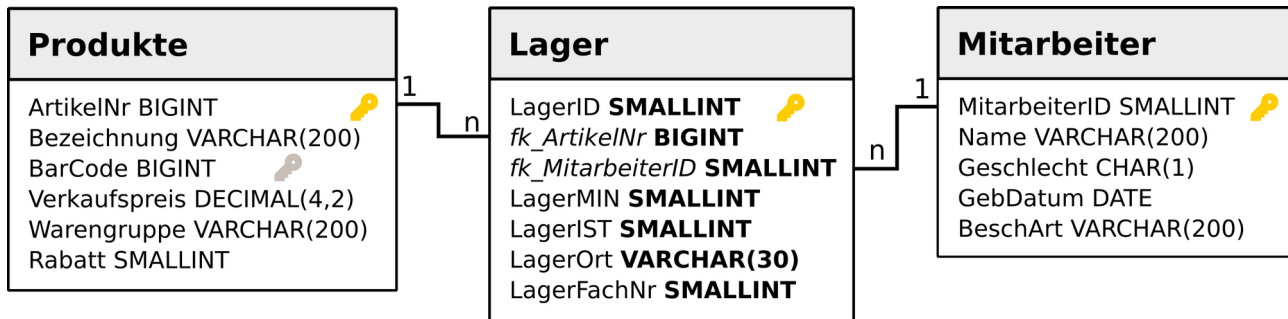 Produkte
ArtikelNr BIGINT
Bezeichnung VARCHAR(200)
BarCode BIGINT
Verkaufspreis DECIMAL(4,2)
Warengruppe VARCHAR(200)
Rabatt SMALLINT
1
n
Lager
LagerID SMALLINT
fk_ArtikelNr BIGINT
fk_MitarbeiterID SMALLINT
LagerMIN SMALLINT
LagerIST SMALLINT
LagerOrt VARCHAR(30)
LagerFachNr SMALLINT
n
1
Mitarbeiter
MitarbeiterID SMALLINT
Name VARCHAR(200)
Geschlecht CHAR(1)
GebDatum DATE
BeschArt VARCHAR(200)